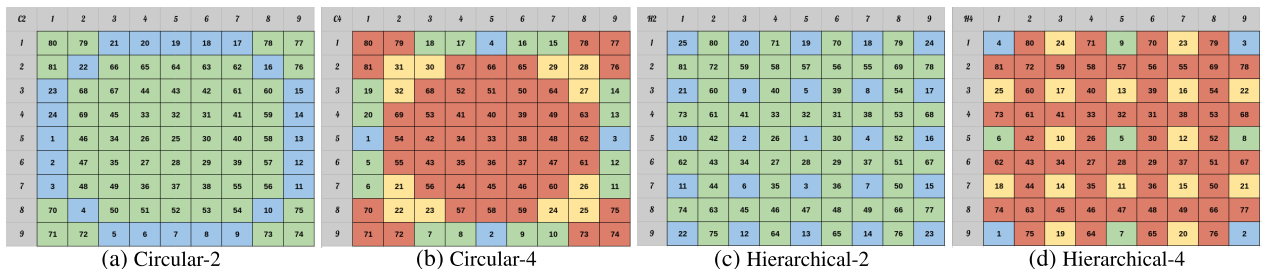 C2 1 2 3 4 5 6 7 8 9
1 80 79 21 20 19 18 17 78 77
2 81 22 66 65 64 63 62 16 76
3 23 68 67 44 43 42 61 60 15
4 24 69 45 33 32 31 41 59 14
5 1 46 34 26 25 30 40 58 13
6 2 47 35 27 28 29 39 57 12
7 3 48 49 36 37 38 55 56 11
8 70 4 50 51 52 53 54 10 75
9 71 72 5 6 7 8 9 73 74
(a) Circular-2
C4 1 2 3 4 5 6 7 8 9
1 80 79 18 17 4 16 15 78 77
2 81 31 30 67 66 65 29 28 76
3 19 32 68 52 51 50 64 27 14
4 20 69 53 41 40 39 49 63 13
5 1 54 42 34 33 38 48 62 3
6 5 55 43 35 36 37 47 61 12
7 6 21 56 44 45 46 60 26 11
8 70 22 23 57 58 59 24 25 75
9 71 72 7 8 2 9 10 73 74
(b) Circular-4
H2 1 2 3 4 5 6 7 8 9
1 25 80 20 71 19 70 18 79 24
2 81 72 59 58 57 56 55 69 78
3 21 60 9 40 5 39 8 54 17
4 73 61 41 33 32 31 38 53 68
5 10 42 2 26 1 30 4 52 16
6 62 43 34 27 28 29 37 51 67
7 11 44 6 35 3 36 7 50 15
8 74 63 45 46 47 48 49 66 77
9 22 75 12 64 13 65 14 76 23
(c) Hierarchical-2
H4 1 2 3 4 5 6 7 8 9
1 4 80 24 71 9 70 23 79 3
2 81 72 59 58 57 56 55 69 78
3 25 60 17 40 13 39 16 54 22
4 73 61 41 33 32 31 38 53 68
5 6 42 10 26 5 30 12 52 8
6 62 43 34 27 28 29 37 51 67
7 18 44 14 35 11 36 15 50 21
8 74 63 45 46 47 48 49 66 77
9 1 75 19 64 7 65 20 76 2
(d) Hierarchical-4